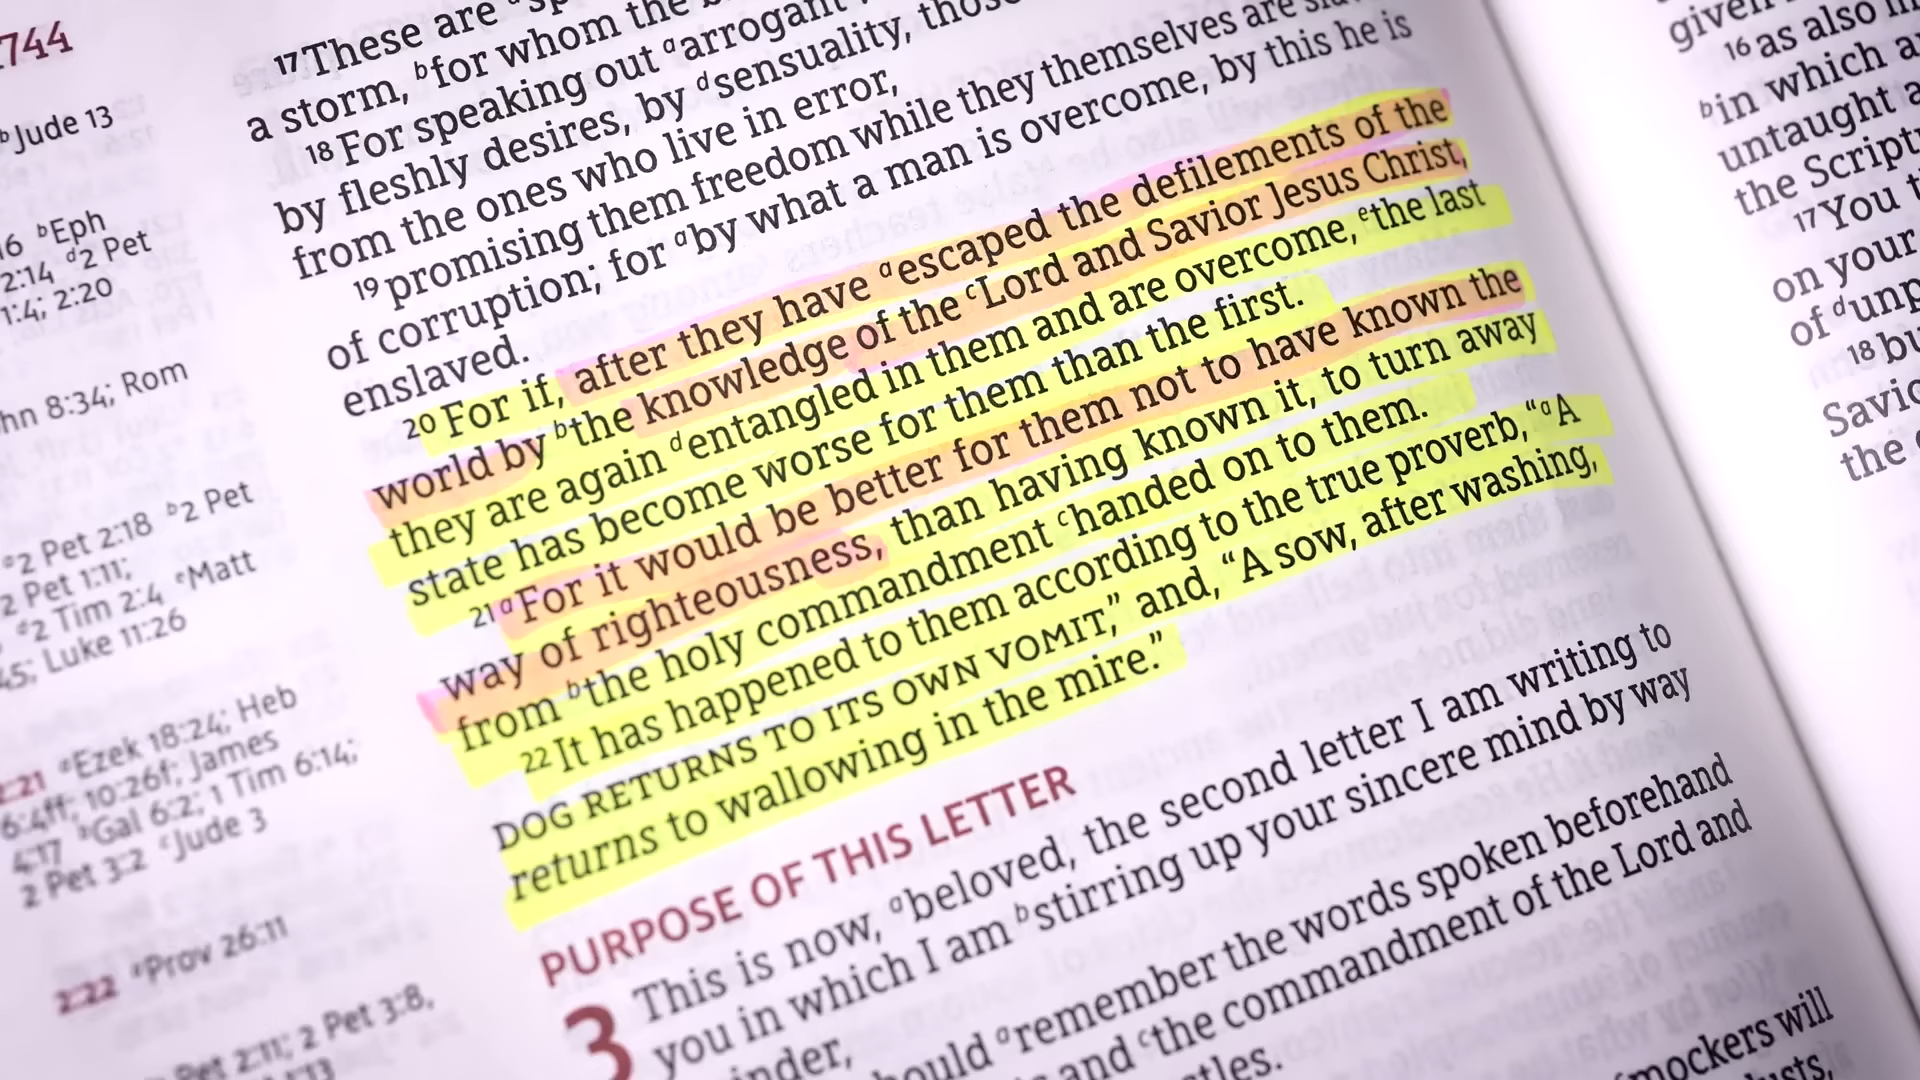 744
bJude 13
16 bEph
2:14 d2 Pet
1:4; 2:20
hn 8:34; Rom
a2 Pet 2:18 b2 Pet
2 Pet 1:11;
d2 Tim 2:4 eMatt
45; Luke 11:26
2:21 aEzek 18:24; Heb
6:4ff; 10:26f; James
4:17 bGal 6:2; 1 Tim 6:14;
2 Pet 3:2 cJude 3
2:22 aProv 26:11
Pet 2:11; 2 Pet 3:8,
17 These are
a storm, bfor whom the
18 For speaking out aarrogant
by fleshly desires, by dsensuality, those
from the ones who live in error,
19 promising them freedom while they themselves are
of corruption; for aby what a man is overcome, by this he is
enslaved.
20 For if, after they have aescaped the defilements of the
world by bthe knowledge of the cLord and Savior Jesus Christ,
they are again dentangled in them and are overcome, ethe last
state has become worse for them than the first.
21 aFor it would be better for them not to have known the
way of righteousness, than having known it, to turn away
from bthe holy commandment chanded on to them.
22 It has happened to them according to the true proverb, “aA
DOG RETURNS TO ITS OWN VOMIT,” and, “A sow, after washing,
returns to wallowing in the mire.”
PURPOSE OF THIS LETTER
3 This is now, abeloved, the second letter I am writing to
you in which I am bstirring up your sincere mind by way
inder,
hould aremember the words spoken beforehand
and cthe commandment of the Lord and
stles.
mockers will
usts,
given
16 as also in
bin which a
untaught a
the Script
17 You t
on your
of dunp
18 bu
Savio
the